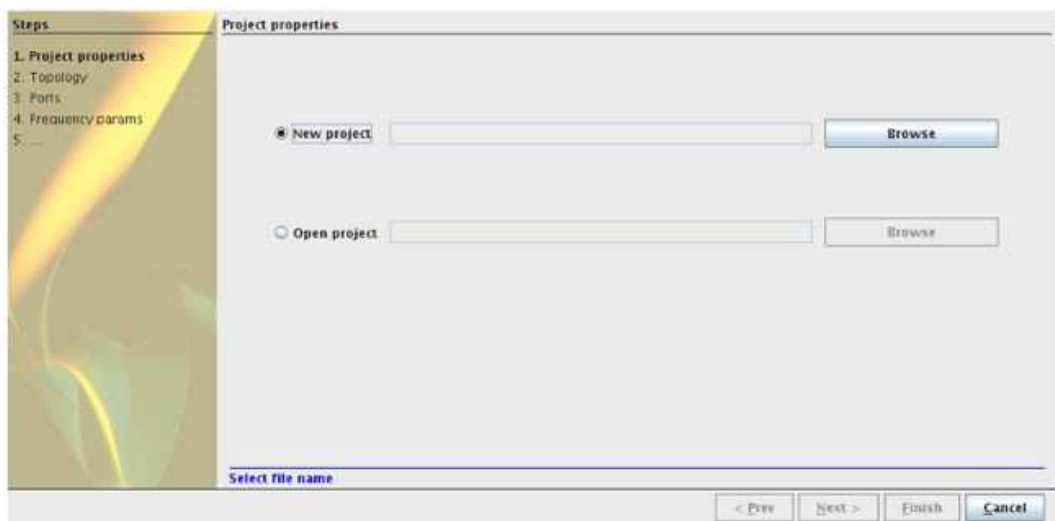 Steps
1. Project properties
2. Topology
3. Ports
4. Frequency params
5. ...
Project properties
New project
Browse
Open project
Browse
Select file name
< Prev
Next >
Finish
Cancel